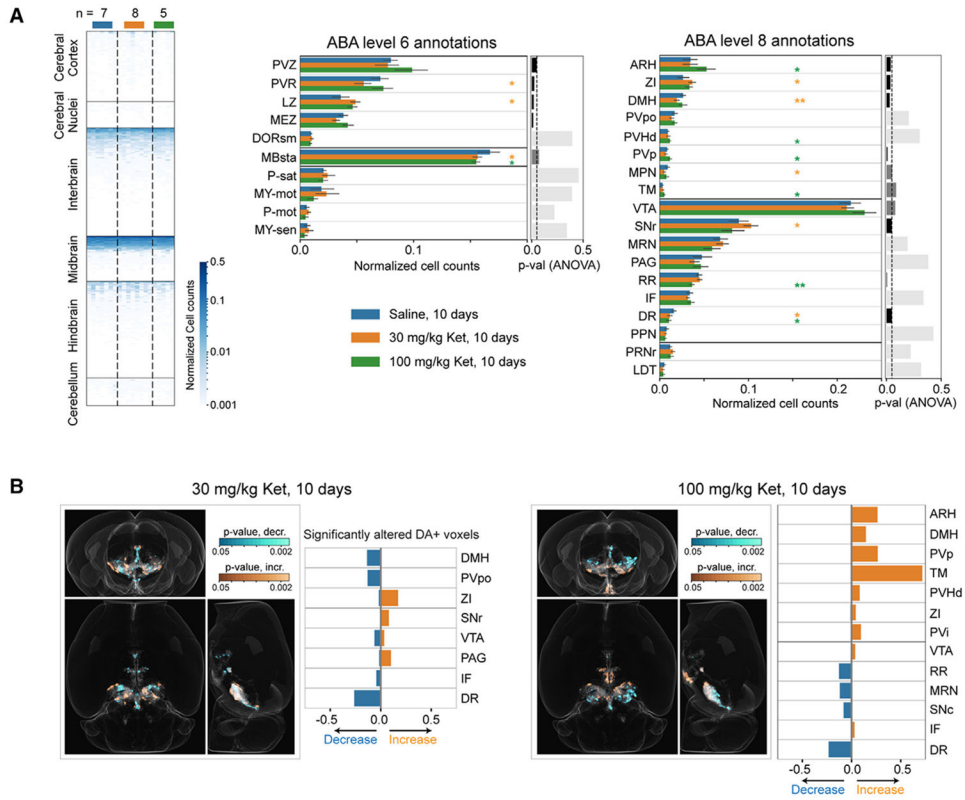 A
n = 7 8 5
Cerebral Cortex
Cerebral Nuclei
Interbrain
Midbrain
Hindbrain
Cerebellum
Normalized Cell counts
0.5
0.1
0.01
0.001
ABA level 6 annotations
PVZ
PVR
LZ
MEZ
DORsm
MBsta
P-sat
MY-mot
P-mot
MY-sen
*
*
*
*
0.0 0.1 0.0 0.5
Normalized cell counts p-val (ANOVA)
Saline, 10 days
30 mg/kg Ket, 10 days
100 mg/kg Ket, 10 days
ABA level 8 annotations
ARH *
ZI *
DMH **
PVpo
PVHd *
PVp *
MPN *
TM *
VTA
SNr *
MRN
PAG
RR **
IF
DR *
*
PPN
PRNr
LDT
0.0 0.1 0.2 0.0 0.5
Normalized cell counts p-val (ANOVA)
B
30 mg/kg Ket, 10 days
p-value, decr.
0.05 0.002
p-value, incr.
0.05 0.002
Significantly altered DA+ voxels
DMH
PVpo
ZI
SNr
VTA
PAG
IF
DR
-0.5 0.0 0.5
Decrease Increase
100 mg/kg Ket, 10 days
p-value, decr.
0.05 0.002
p-value, incr.
0.05 0.002
ARH
DMH
PVp
TM
PVHd
ZI
PVi
VTA
RR
MRN
SNc
IF
DR
-0.5 0.0 0.5
Decrease Increase